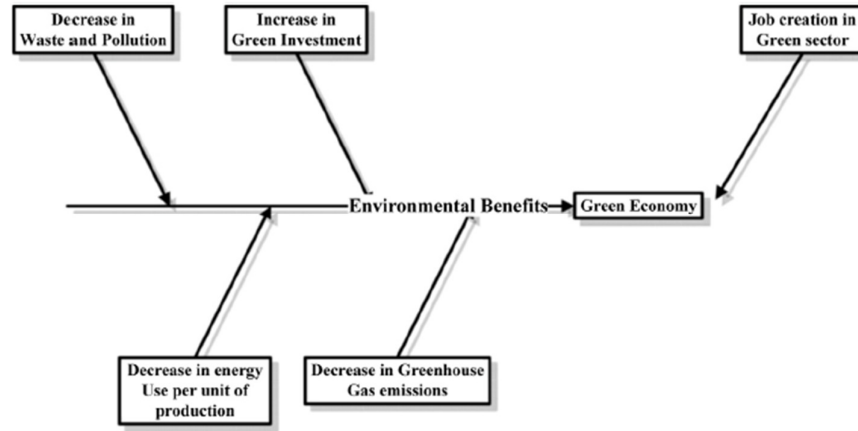 Decrease in
Waste and Pollution
Increase in
Green Investment
Job creation in
Green sector
Environmental Benefits
Green Economy
Decrease in energy
Use per unit of
production
Decrease in Greenhouse
Gas emissions